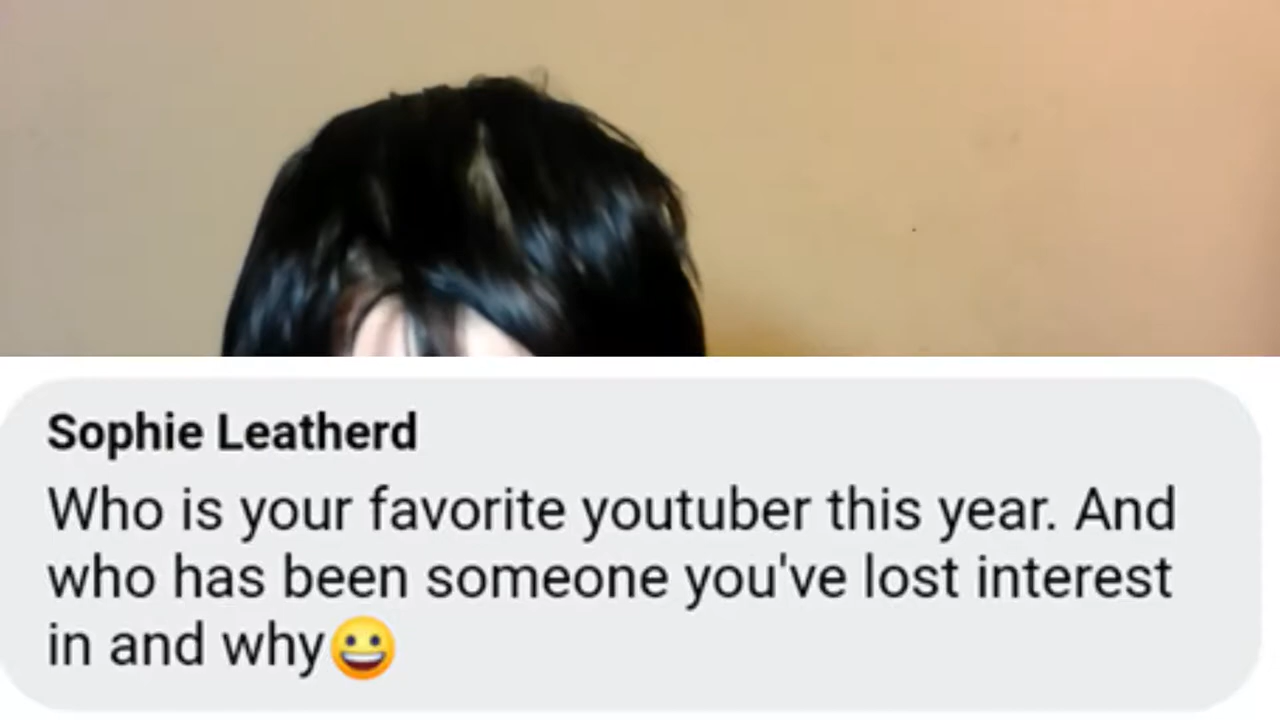 Sophie Leatherd
Who is your favorite youtuber this year. And
who has been someone you've lost interest
in and why😀